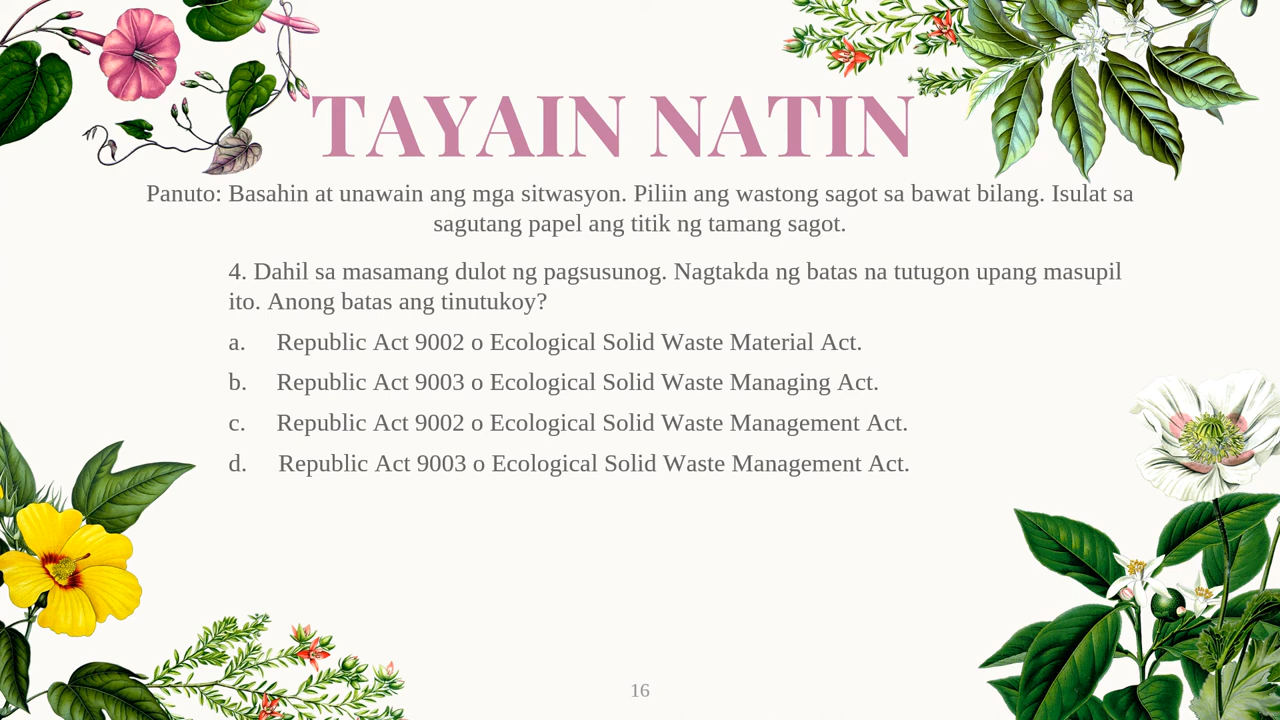 TAYAIN NATIN
Panuto: Basahin at unawain ang mga sitwasyon. Piliin ang wastong sagot sa bawat bilang. Isulat sa
sagutang papel ang titik ng tamang sagot.
4. Dahil sa masamang dulot ng pagsusunog. Nagtakda ng batas na tutugon upang masupil
ito. Anong batas ang tinutukoy?
a. Republic Act 9002 o Ecological Solid Waste Material Act.
b. Republic Act 9003 o Ecological Solid Waste Managing Act.
c. Republic Act 9002 o Ecological Solid Waste Management Act.
d. Republic Act 9003 o Ecological Solid Waste Management Act.
16